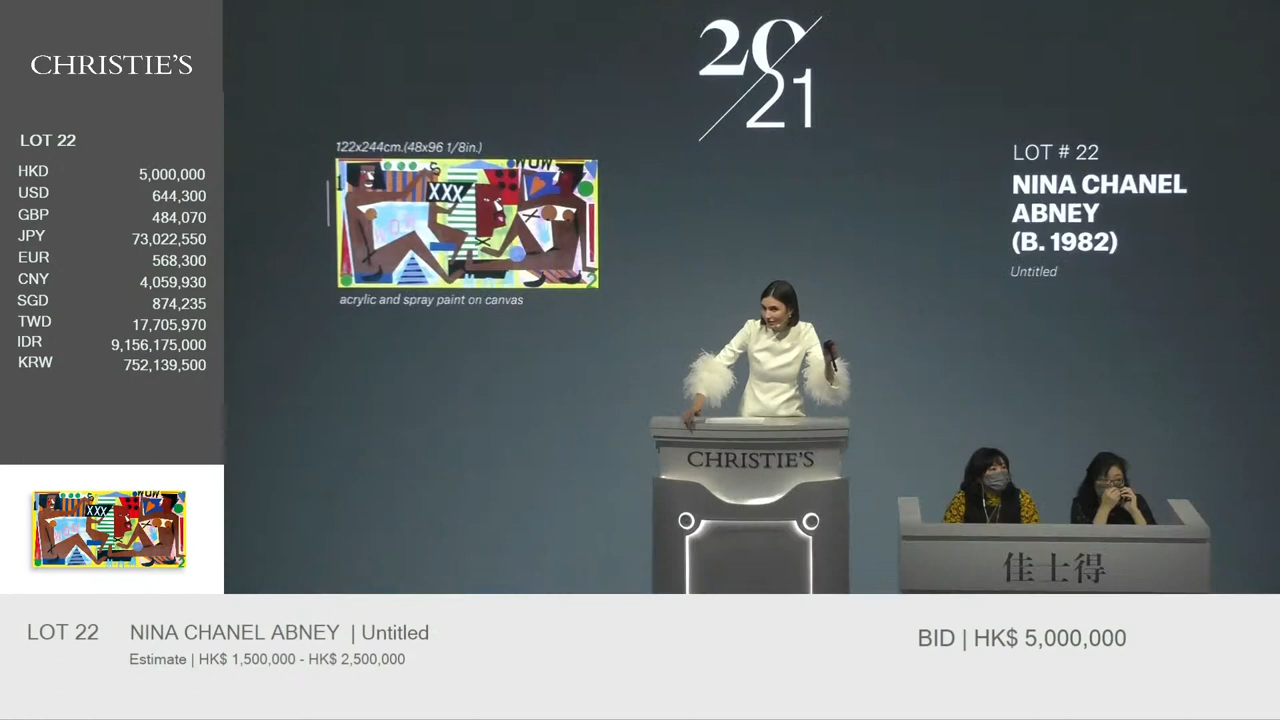 CHRISTIE'S
LOT 22
HKD 5,000,000
USD 644,300
GBP 484,070
JPY 73,022,550
EUR 568,300
CNY 4,059,930
SGD 874,235
TWD 17,705,970
IDR 9,156,175,000
KRW 752,139,500
20/21
122x244cm.(48x96 1/8in.)
WOW
XXX
acrylic and spray paint on canvas
LOT # 22
NINA CHANEL
ABNEY
(B. 1982)
Untitled
CHRISTIE'S
佳士得
XXX
LOT 22 NINA CHANEL ABNEY | Untitled
Estimate | HK$ 1,500,000 - HK$ 2,500,000
BID | HK$ 5,000,000